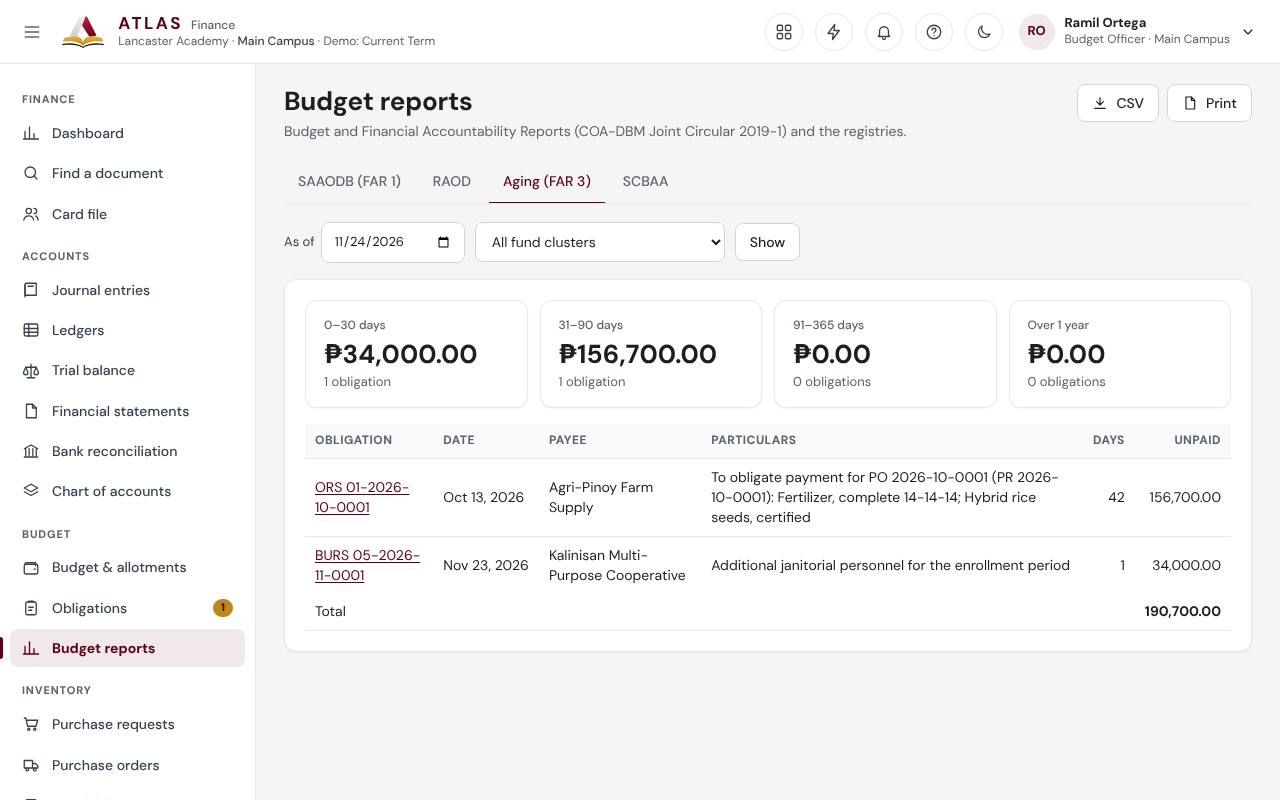 ATLAS Finance
Lancaster Academy · Main Campus · Demo: Current Term
RO
Ramil Ortega
Budget Officer · Main Campus
FINANCE
Dashboard
Find a document
Card file
ACCOUNTS
Journal entries
Ledgers
Trial balance
Financial statements
Bank reconciliation
Chart of accounts
BUDGET
Budget & allotments
Obligations 1
Budget reports
INVENTORY
Purchase requests
Purchase orders
Budget reports
CSV
Print
Budget and Financial Accountability Reports (COA-DBM Joint Circular 2019-1) and the registries.
SAAODB (FAR 1) RAOD Aging (FAR 3) SCBAA
As of 11/24/2026 All fund clusters Show
0–30 days
₱34,000.00
1 obligation
31–90 days
₱156,700.00
1 obligation
91–365 days
₱0.00
0 obligations
Over 1 year
₱0.00
0 obligations
OBLIGATION DATE PAYEE PARTICULARS DAYS UNPAID
ORS 01-2026-
10-0001
Oct 13, 2026
Agri-Pinoy Farm
Supply
To obligate payment for PO 2026-10-0001 (PR 2026-
10-0001): Fertilizer, complete 14-14-14; Hybrid rice
seeds, certified
42
156,700.00
BURS 05-2026-
11-0001
Nov 23, 2026
Kalinisan Multi-
Purpose Cooperative
Additional janitorial personnel for the enrollment period
1
34,000.00
Total 190,700.00